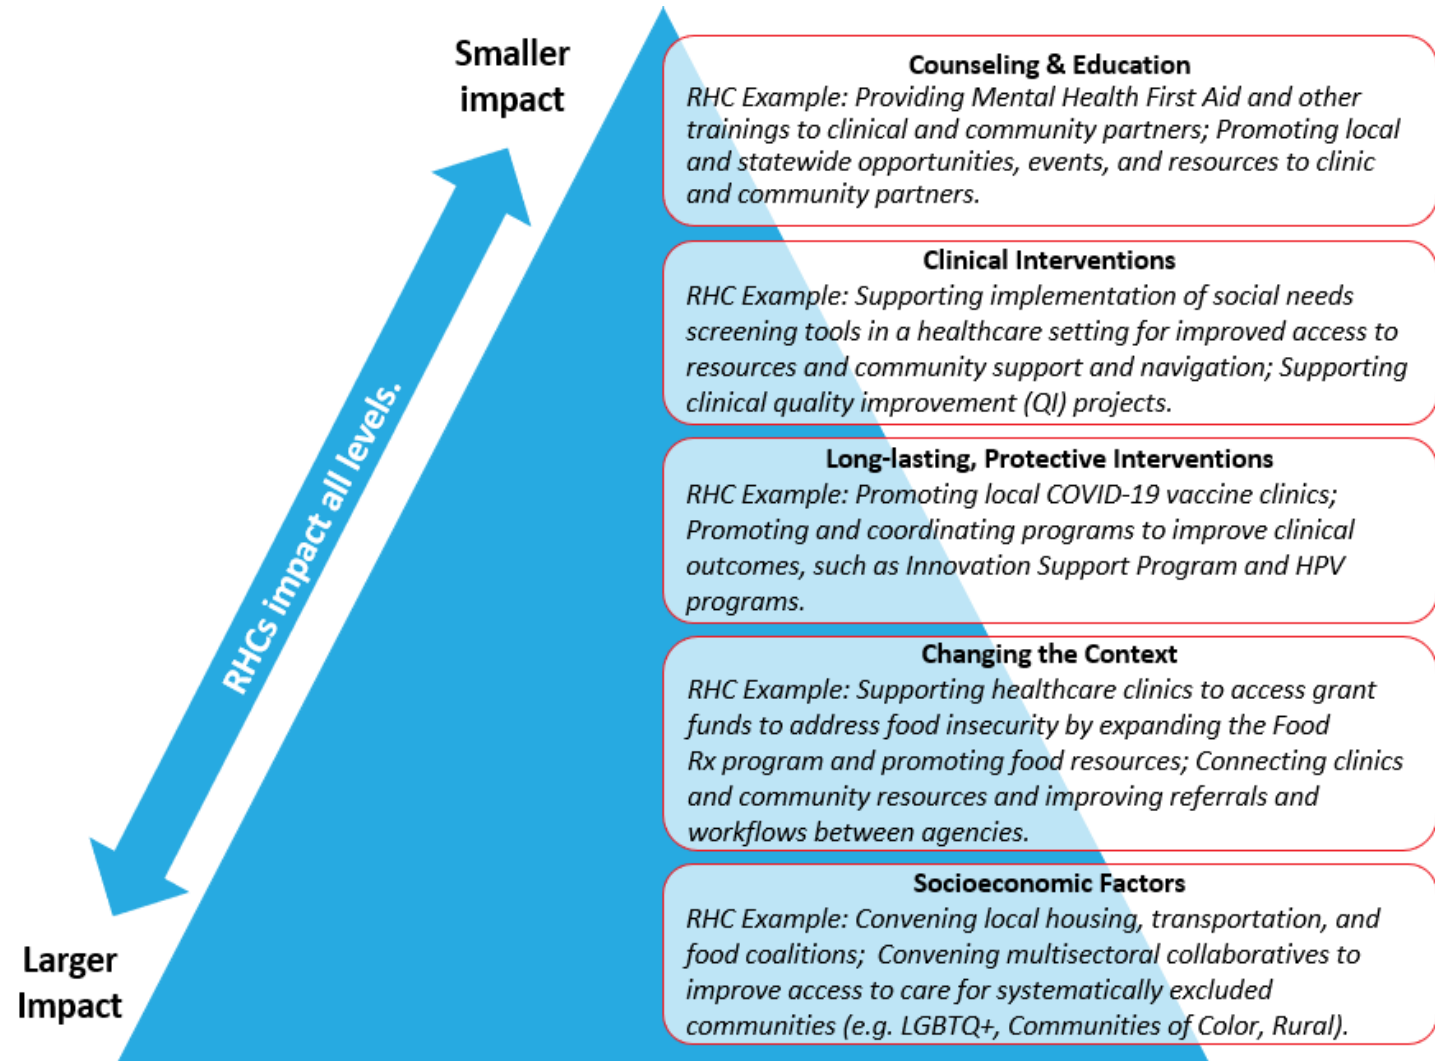 Smaller
impact
RHCs impact all levels.
Larger
Impact
Counseling & Education
RHC Example: Providing Mental Health First Aid and other
trainings to clinical and community partners; Promoting local
and statewide opportunities, events, and resources to clinic
and community partners.
Clinical Interventions
RHC Example: Supporting implementation of social needs
screening tools in a healthcare setting for improved access to
resources and community support and navigation; Supporting
clinical quality improvement (QI) projects.
Long-lasting, Protective Interventions
RHC Example: Promoting local COVID-19 vaccine clinics;
Promoting and coordinating programs to improve clinical
outcomes, such as Innovation Support Program and HPV
programs.
Changing the Context
RHC Example: Supporting healthcare clinics to access grant
funds to address food insecurity by expanding the Food
Rx program and promoting food resources; Connecting clinics
and community resources and improving referrals and
workflows between agencies.
Socioeconomic Factors
RHC Example: Convening local housing, transportation, and
food coalitions;  Convening multisectoral collaboratives to
improve access to care for systematically excluded
communities (e.g. LGBTQ+, Communities of Color, Rural).